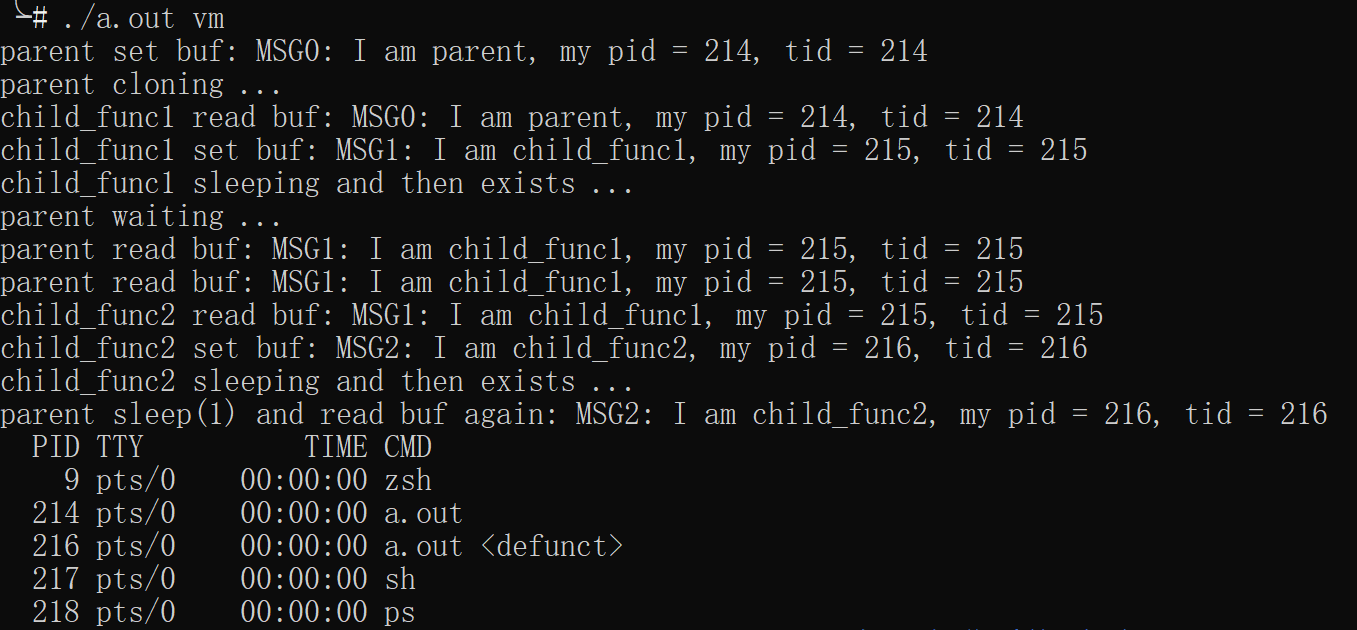 # ./a.out vm
parent set buf: MSG0: I am parent, my pid = 214, tid = 214
parent cloning ...
child_func1 read buf: MSG0: I am parent, my pid = 214, tid = 214
child_func1 set buf: MSG1: I am child_func1, my pid = 215, tid = 215
child_func1 sleeping and then exists ...
parent waiting ...
parent read buf: MSG1: I am child_func1, my pid = 215, tid = 215
parent read buf: MSG1: I am child_func1, my pid = 215, tid = 215
child_func2 read buf: MSG1: I am child_func1, my pid = 215, tid = 215
child_func2 set buf: MSG2: I am child_func2, my pid = 216, tid = 216
child_func2 sleeping and then exists ...
parent sleep(1) and read buf again: MSG2: I am child_func2, my pid = 216, tid = 216
  PID TTY          TIME CMD
    9 pts/0    00:00:00 zsh
  214 pts/0    00:00:00 a.out
  216 pts/0    00:00:00 a.out <defunct>
  217 pts/0    00:00:00 sh
  218 pts/0    00:00:00 ps